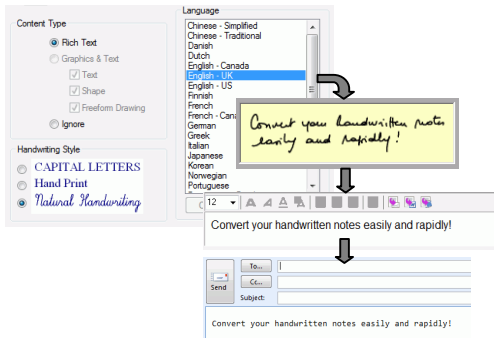 Content Type
Rich Text
Graphics & Text
Text
Shape
Freeform Drawing
Ignore
Handwriting Style
CAPITAL LETTERS
Hand Print
Natural Handwriting
Language
Chinese - Simplified
Chinese - Traditional
Danish
Dutch
English - Canada
English - UK
English - US
Finnish
French
French - Cana
German
Greek
Italian
Japanese
Korean
Norwegian
Portuguese
Convert your handwritten notes
easily and rapidly!
12
Convert your handwritten notes easily and rapidly!
Send
To...
Cc...
Subject:
Convert your handwritten notes easily and rapidly!